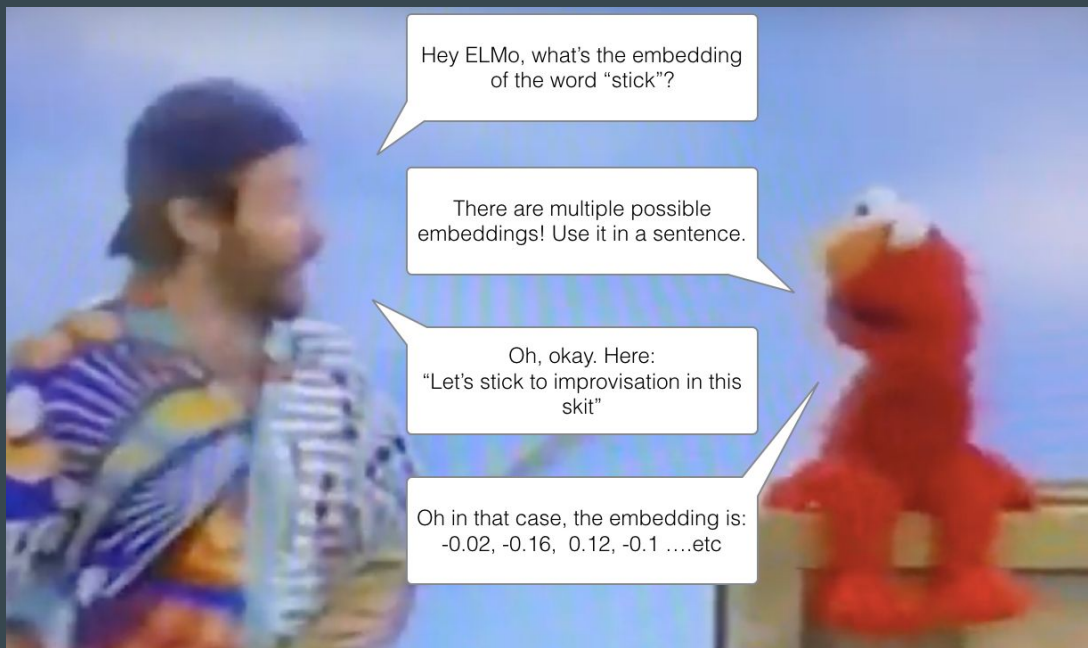 Hey ELMo, what’s the embedding
of the word “stick”?
There are multiple possible
embeddings! Use it in a sentence.
Oh, okay. Here:
“Let’s stick to improvisation in this
skit”
Oh in that case, the embedding is:
-0.02, -0.16,  0.12, -0.1 ….etc